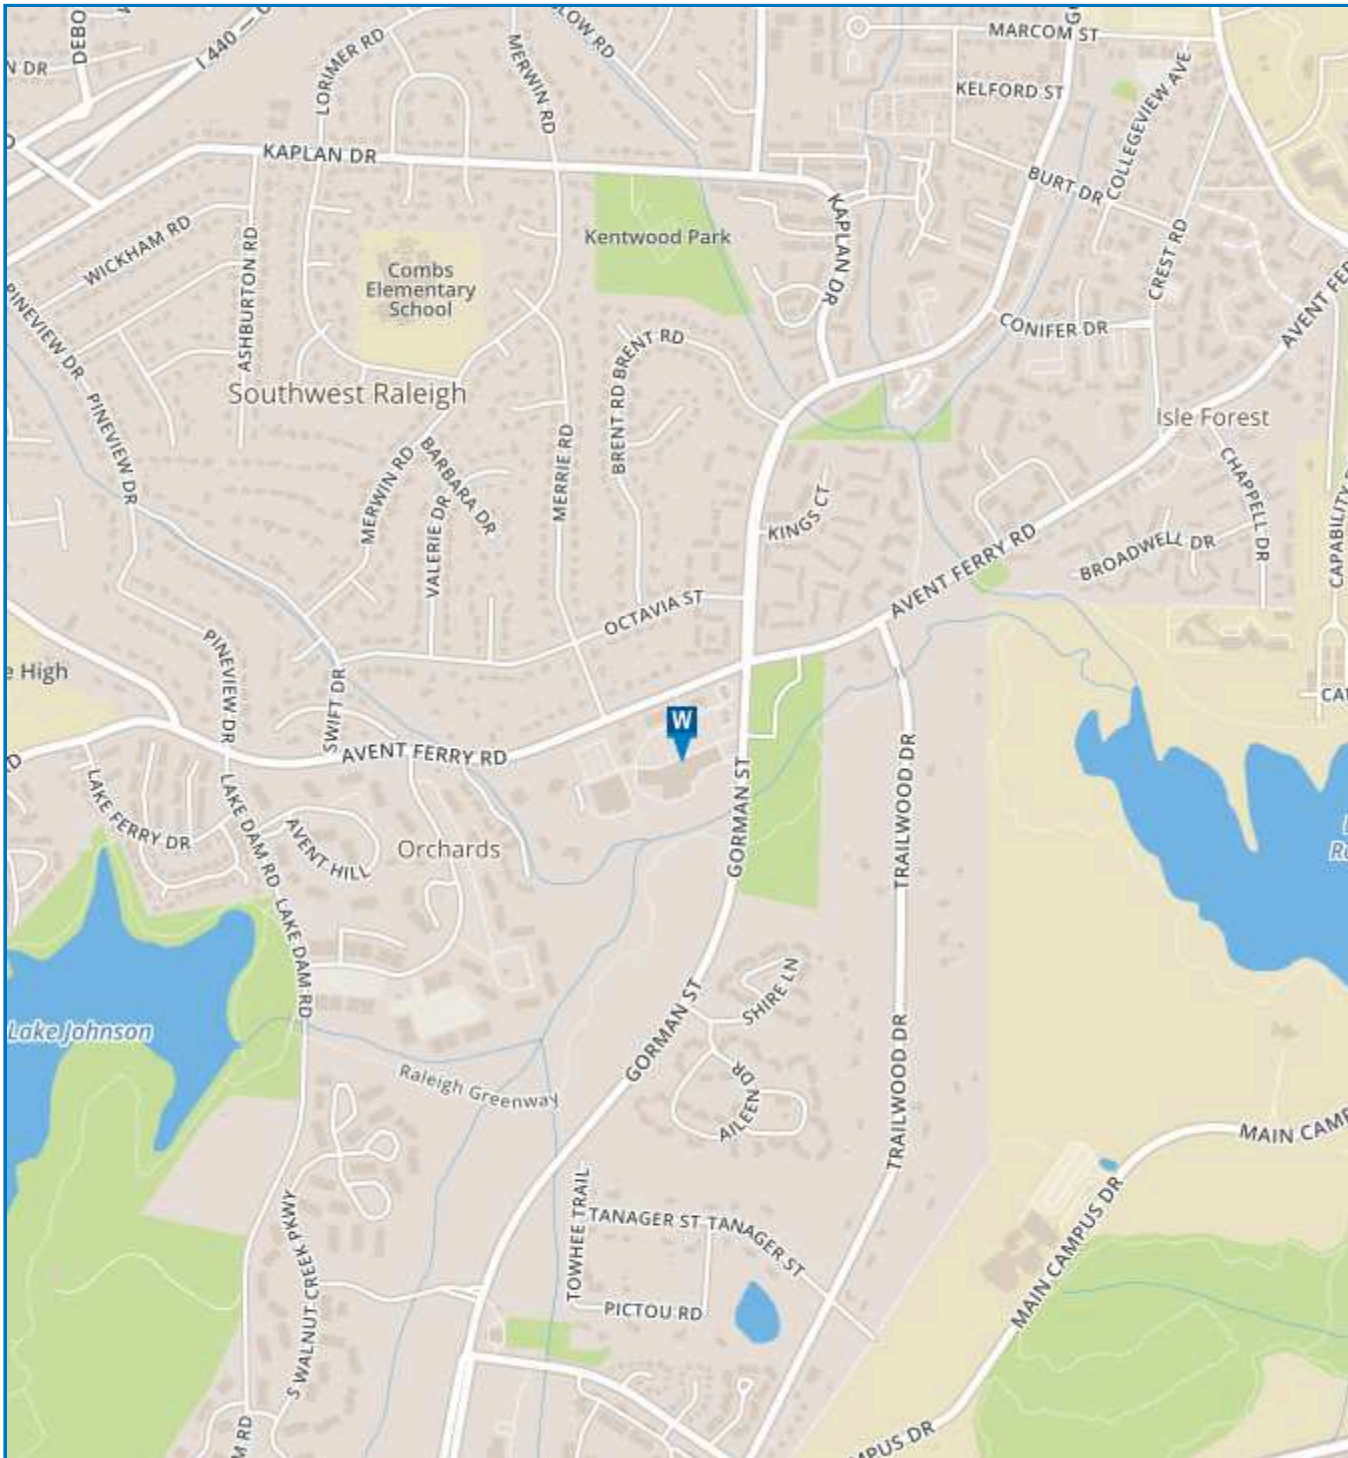 DEBO
I 440
N DR
LORIMER RD
MERWIN RD
LOW RD
MARCOM ST
KELFORD ST
COLLEGEVIEW AVE
KAPLAN DR
BURT DR
WICKHAM RD
ASHBURTON RD
Kentwood Park
KAPLAN DR
CREST RD
Combs
Elementary
School
PINEVIEW DR
CONIFER DR
AVENT FER
BRENT RD
BRENT RD
Southwest Raleigh
PINEVIEW DR
Isle Forest
MERWIN RD
BARBARA DR
VALERIE DR
MERRIE RD
KINGS CT
CHAPPELL DR
CAPABILITY
BROADWELL DR
AVENT FERRY RD
OCTAVIA ST
PINEVIEW DR
e High
SWIFT DR
W
CAT
AVENT FERRY RD
RD
LAKE FERRY DR
LAKE DAM RD
AVENT HILL
Orchards
GORMAN ST
TRAILWOOD DR
LAKE DAM RD
SHIRE LN
GORMAN ST
TRAILWOOD DR
Lake Johnson
Raleigh Greenway
AILEEN DR
MAIN CAMP
TOWHEE TRAIL
TANAGER ST
TANAGER ST
S WALNUT CREEK PKWY
PICTOU RD
MAIN CAMPUS DR
M RD
MPUS DR